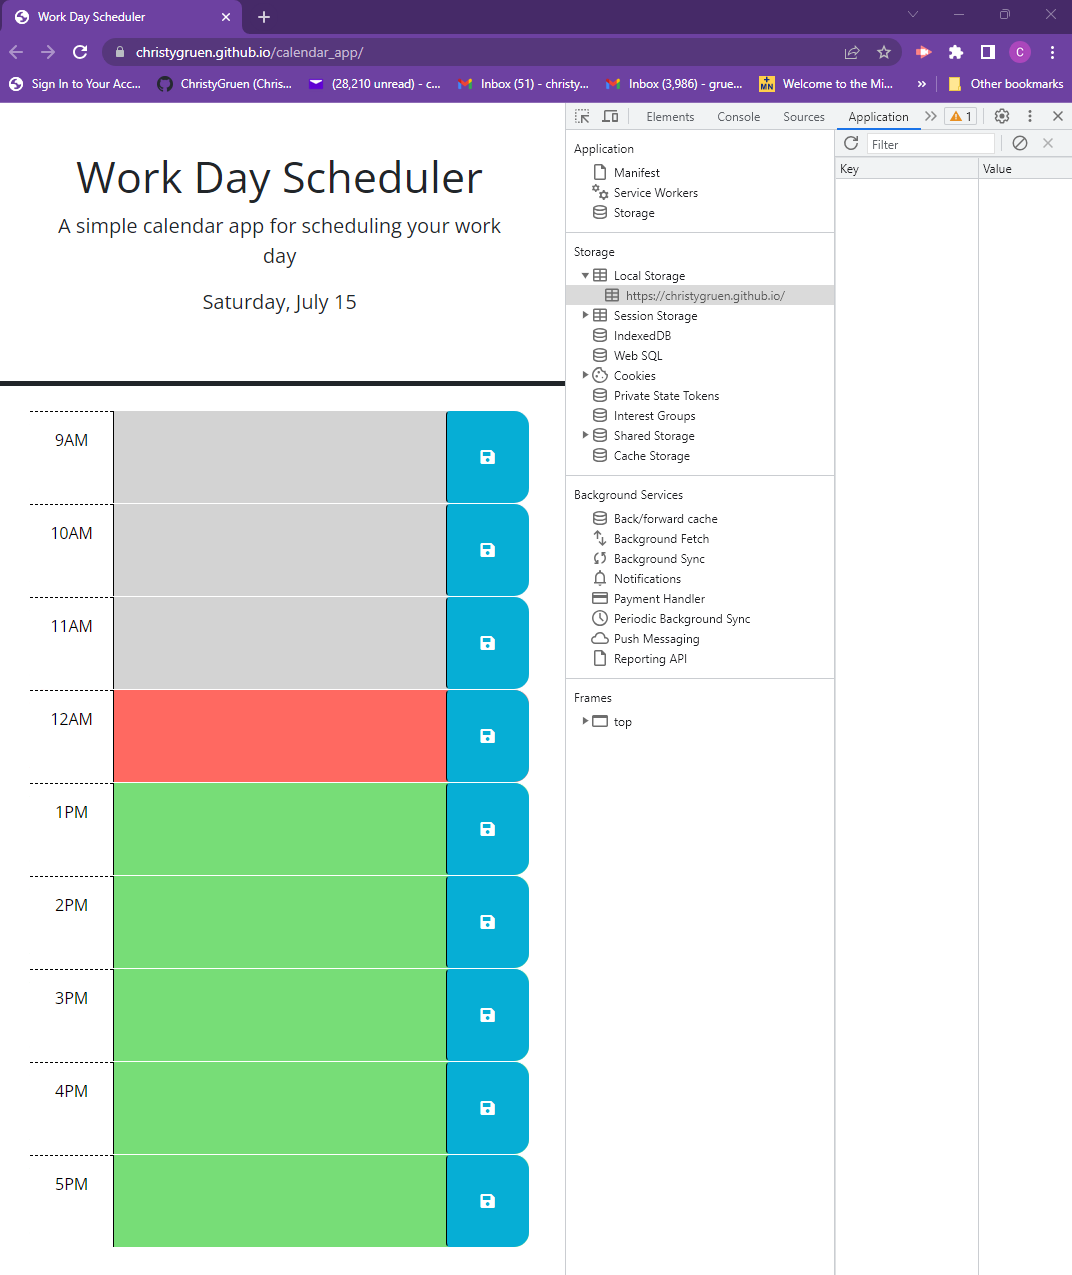 Work Day Scheduler
christygruen.github.io/calendar_app/
C
Sign In to Your Acc...
ChristyGruen (Chris...
(28,210 unread) - c...
Inbox (51) - christy...
Inbox (3,986) - grue...
+ MN
Welcome to the Mi...
»
Other bookmarks
Work Day Scheduler
A simple calendar app for scheduling your work
day
Saturday, July 15
9AM
10AM
11AM
12AM
1PM
2PM
3PM
4PM
5PM
Elements
Console
Sources
Application
1
Application
Manifest
Service Workers
Storage
Storage
Local Storage
https://christygruen.github.io/
Session Storage
IndexedDB
Web SQL
Cookies
Private State Tokens
Interest Groups
Shared Storage
Cache Storage
Background Services
Back/forward cache
Background Fetch
Background Sync
Notifications
Payment Handler
Periodic Background Sync
Push Messaging
Reporting API
Frames
top
Filter
Key
Value